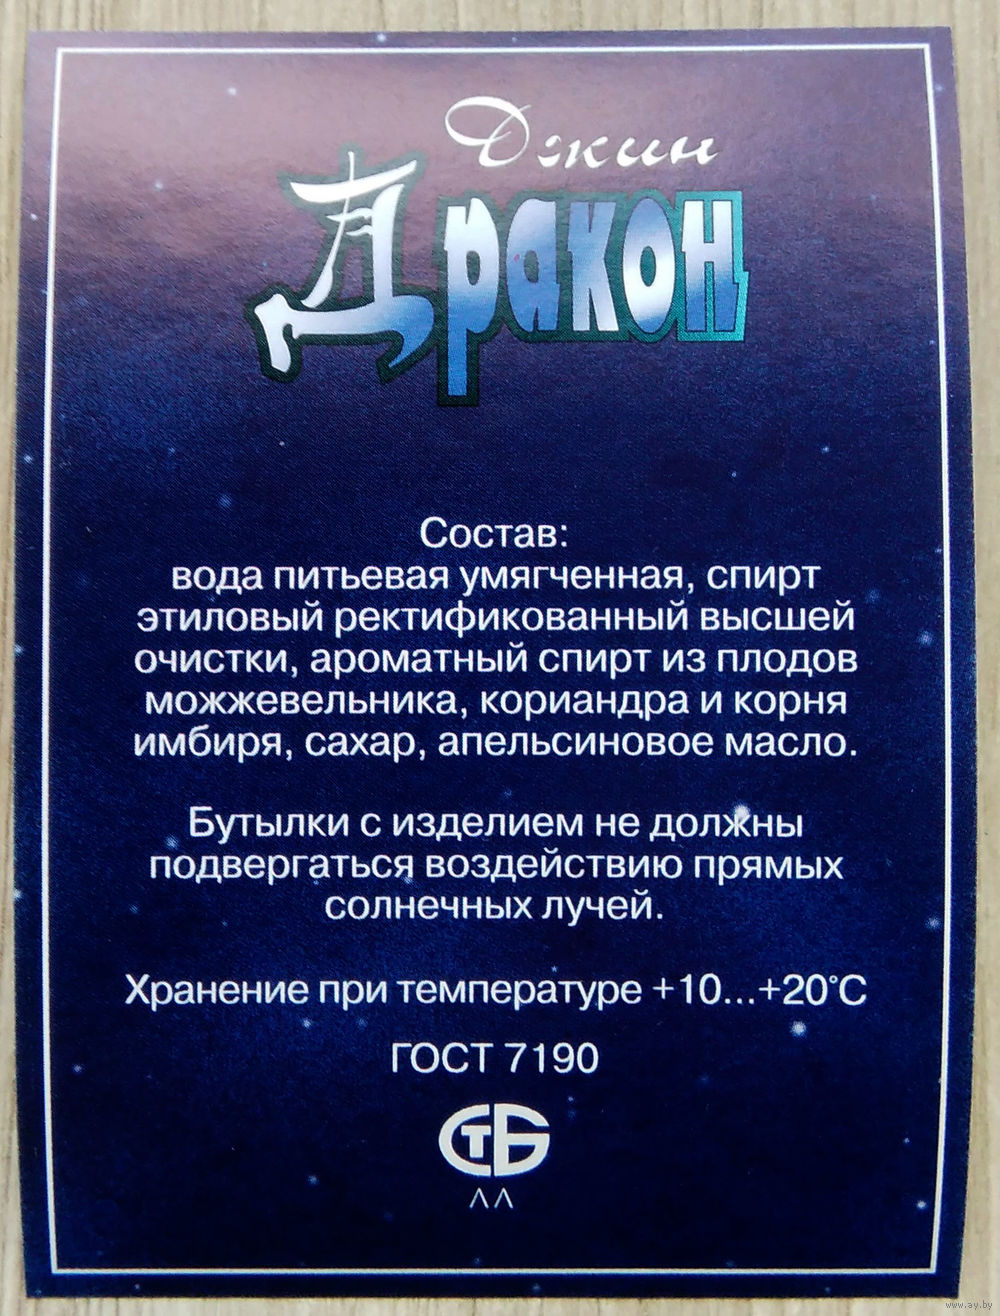 Джин
Дракон
Состав:
вода питьевая умягченная, спирт
этиловый ректификованный высшей
очистки, ароматный спирт из плодов
можжевельника, кориандра и корня
имбиря, сахар, апельсиновое масло.
Бутылки с изделием не должны
подвергаться воздействию прямых
солнечных лучей.
Хранение при температуре +10...+20°С
ГОСТ 7190
СТБ
ΛΛ
www.ay.by